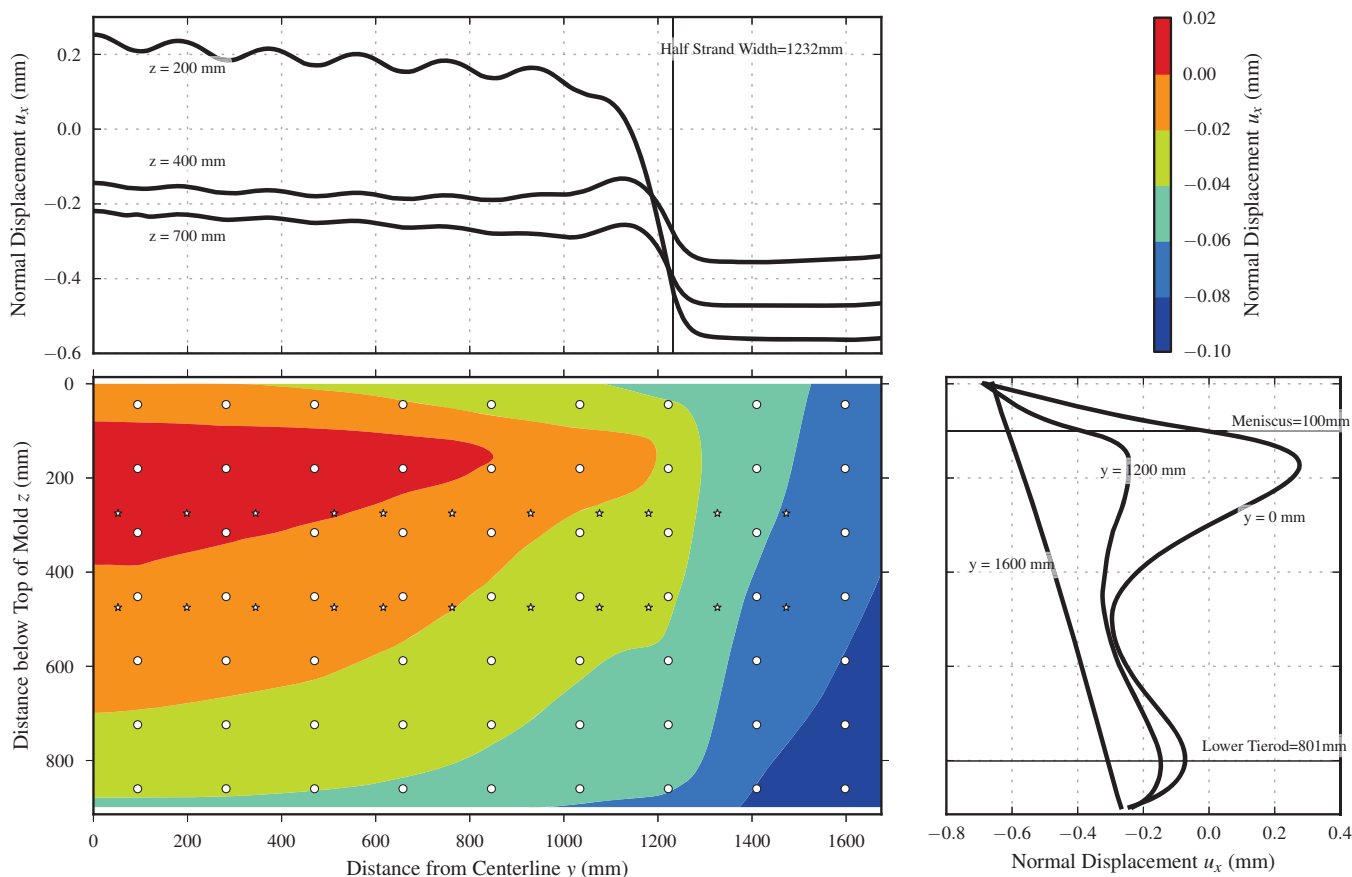 Normal Displacement u_x (mm)
0.2
0.0
−0.2
−0.4
−0.6
z = 200 mm
z = 400 mm
z = 700 mm
Half Strand Width=1232mm
0.02
0.00
−0.02
−0.04
−0.06
−0.08
−0.10
Normal Displacement u_x (mm)
Distance below Top of Mold z (mm)
0
200
400
600
800
0
200
400
600
800
1000
1200
1400
1600
Distance from Centerline y (mm)
Meniscus=100mm
y = 1200 mm
y = 0 mm
y = 1600 mm
Lower Tierod=801mm
−0.8
−0.6
−0.4
−0.2
0.0
0.2
0.4
Normal Displacement u_x (mm)